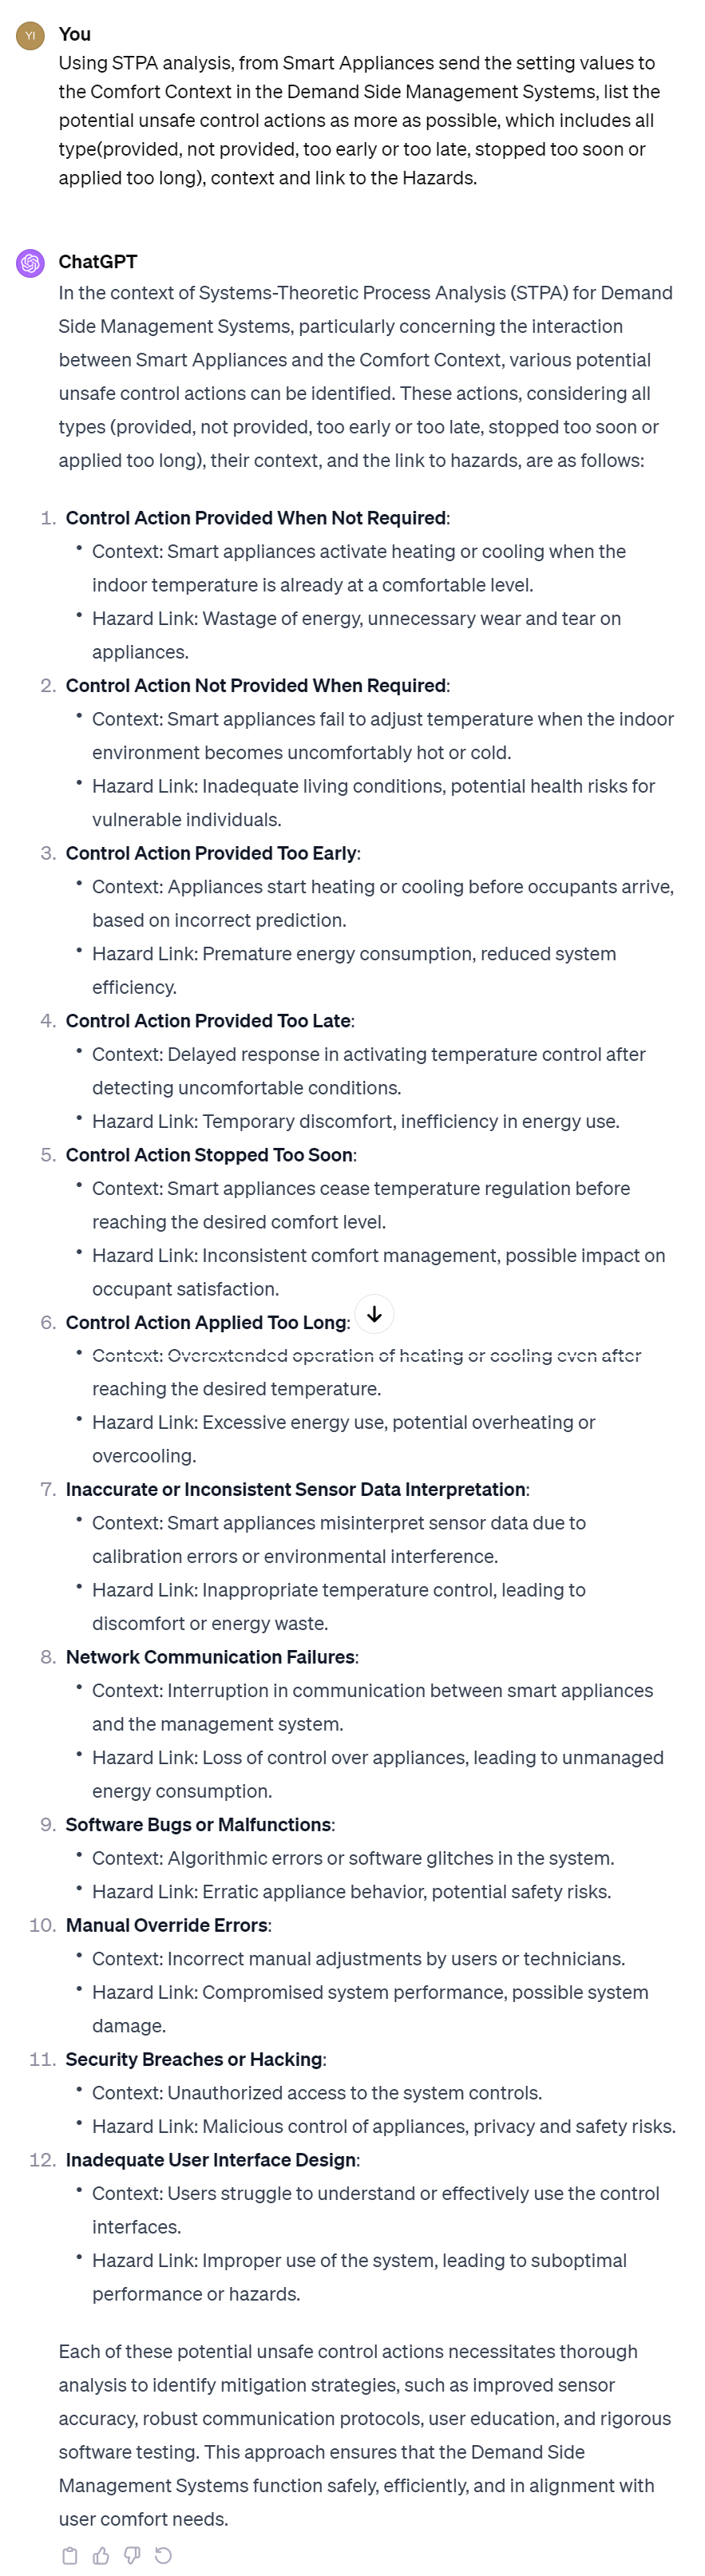 YI
You
Using STPA analysis, from Smart Appliances send the setting values to
the Comfort Context in the Demand Side Management Systems, list the
potential unsafe control actions as more as possible, which includes all
type(provided, not provided, too early or too late, stopped too soon or
applied too long), context and link to the Hazards.
ChatGPT
In the context of Systems-Theoretic Process Analysis (STPA) for Demand
Side Management Systems, particularly concerning the interaction
between Smart Appliances and the Comfort Context, various potential
unsafe control actions can be identified. These actions, considering all
types (provided, not provided, too early or too late, stopped too soon or
applied too long), their context, and the link to hazards, are as follows:
1. Control Action Provided When Not Required:
• Context: Smart appliances activate heating or cooling when the
indoor temperature is already at a comfortable level.
• Hazard Link: Wastage of energy, unnecessary wear and tear on
appliances.
2. Control Action Not Provided When Required:
• Context: Smart appliances fail to adjust temperature when the indoor
environment becomes uncomfortably hot or cold.
• Hazard Link: Inadequate living conditions, potential health risks for
vulnerable individuals.
3. Control Action Provided Too Early:
• Context: Appliances start heating or cooling before occupants arrive,
based on incorrect prediction.
• Hazard Link: Premature energy consumption, reduced system
efficiency.
4. Control Action Provided Too Late:
• Context: Delayed response in activating temperature control after
detecting uncomfortable conditions.
• Hazard Link: Temporary discomfort, inefficiency in energy use.
5. Control Action Stopped Too Soon:
• Context: Smart appliances cease temperature regulation before
reaching the desired comfort level.
• Hazard Link: Inconsistent comfort management, possible impact on
occupant satisfaction.
6. Control Action Applied Too Long:
• Context: Overextended operation of heating or cooling even after
reaching the desired temperature.
• Hazard Link: Excessive energy use, potential overheating or
overcooling.
7. Inaccurate or Inconsistent Sensor Data Interpretation:
• Context: Smart appliances misinterpret sensor data due to
calibration errors or environmental interference.
• Hazard Link: Inappropriate temperature control, leading to
discomfort or energy waste.
8. Network Communication Failures:
• Context: Interruption in communication between smart appliances
and the management system.
• Hazard Link: Loss of control over appliances, leading to unmanaged
energy consumption.
9. Software Bugs or Malfunctions:
• Context: Algorithmic errors or software glitches in the system.
• Hazard Link: Erratic appliance behavior, potential safety risks.
10. Manual Override Errors:
• Context: Incorrect manual adjustments by users or technicians.
• Hazard Link: Compromised system performance, possible system
damage.
11. Security Breaches or Hacking:
• Context: Unauthorized access to the system controls.
• Hazard Link: Malicious control of appliances, privacy and safety risks.
12. Inadequate User Interface Design:
• Context: Users struggle to understand or effectively use the control
interfaces.
• Hazard Link: Improper use of the system, leading to suboptimal
performance or hazards.
Each of these potential unsafe control actions necessitates thorough
analysis to identify mitigation strategies, such as improved sensor
accuracy, robust communication protocols, user education, and rigorous
software testing. This approach ensures that the Demand Side
Management Systems function safely, efficiently, and in alignment with
user comfort needs.